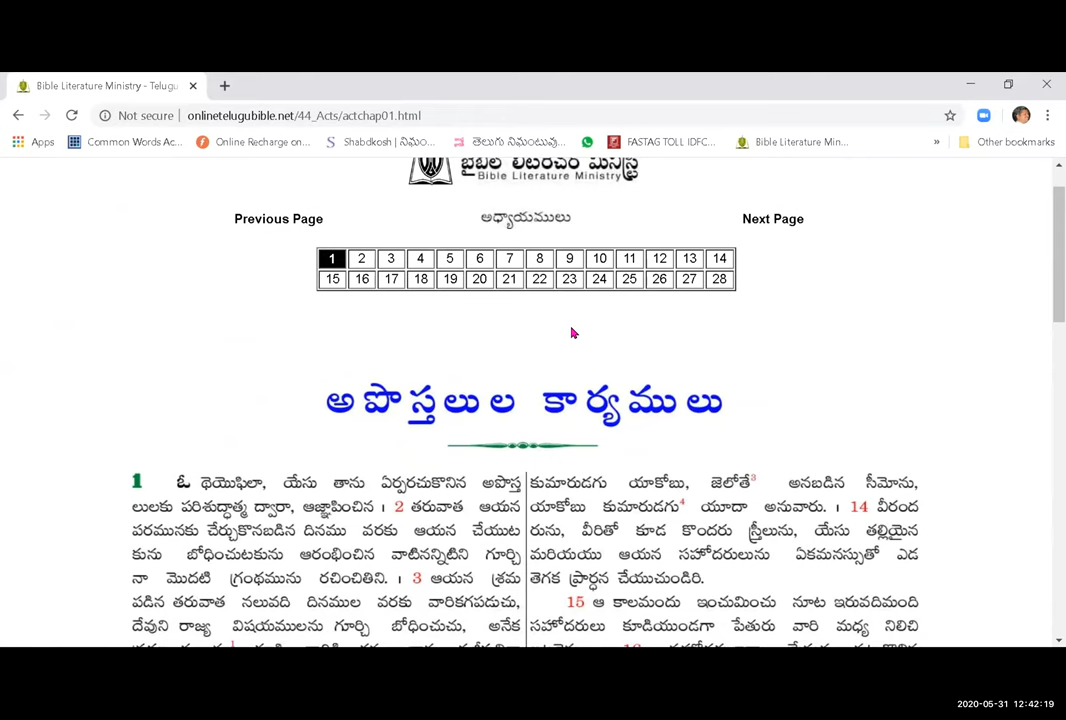 Bible Literature Ministry - Telugu
Not secure
onlinetelugubible.net/44_Acts/actchap01.html
Apps
Common Words Ac...
Online Recharge on...
Shabdkosh | నిఘం...
తెలుగు నిఘంటువు...
FASTAG TOLL IDFC...
Bible Literature Min...
»
Other bookmarks
బైబిల్ లిటరేచర్ మినిస్ట్రీ
Bible Literature Ministry
Previous Page
అధ్యాయములు
Next Page
1 2 3 4 5 6 7 8 9 10 11 12 13 14
15 16 17 18 19 20 21 22 23 24 25 26 27 28
అపొస్తలుల కార్యములు
1 ఓ థెయొఫిలా, యేసు తాను ఏర్పరచుకొనిన అపొస్త
లులకు పరిశుద్ధాత్మ ద్వారా, ఆజ్ఞాపించిన । 2 తరువాత ఆయన
పరమునకు చేర్చుకొనబడిన దినము వరకు ఆయన చేయుట
కును బోధించుటకును ఆరంభించిన వాటినన్నిటిని గూర్చి
నా మొదటి గ్రంథమును రచించితిని. । 3 ఆయన శ్రమ
పడిన తరువాత నలువది దినముల వరకు వారికగపడుచు,
దేవుని రాజ్య విషయములను గూర్చి బోధించుచు, అనేక
కుమారుడగు యాకోబు, జెలోతే3 అనబడిన సీమోను,
యాకోబు కుమారుడగు4 యూదా అనువారు. । 14 వీరంద
రును, వీరితో కూడ కొందరు స్త్రీలును, యేసు తల్లియైన
మరియయు ఆయన సహోదరులును ఏకమనస్సుతో ఎడ
తెగక ప్రార్థన చేయుచుండిరి.
15 ఆ కాలమందు ఇంచుమించు నూట ఇరువదిమంది
సహోదరులు కూడియుండగా పేతురు వారి మధ్య నిలిచి
2020-05-31 12:42:19